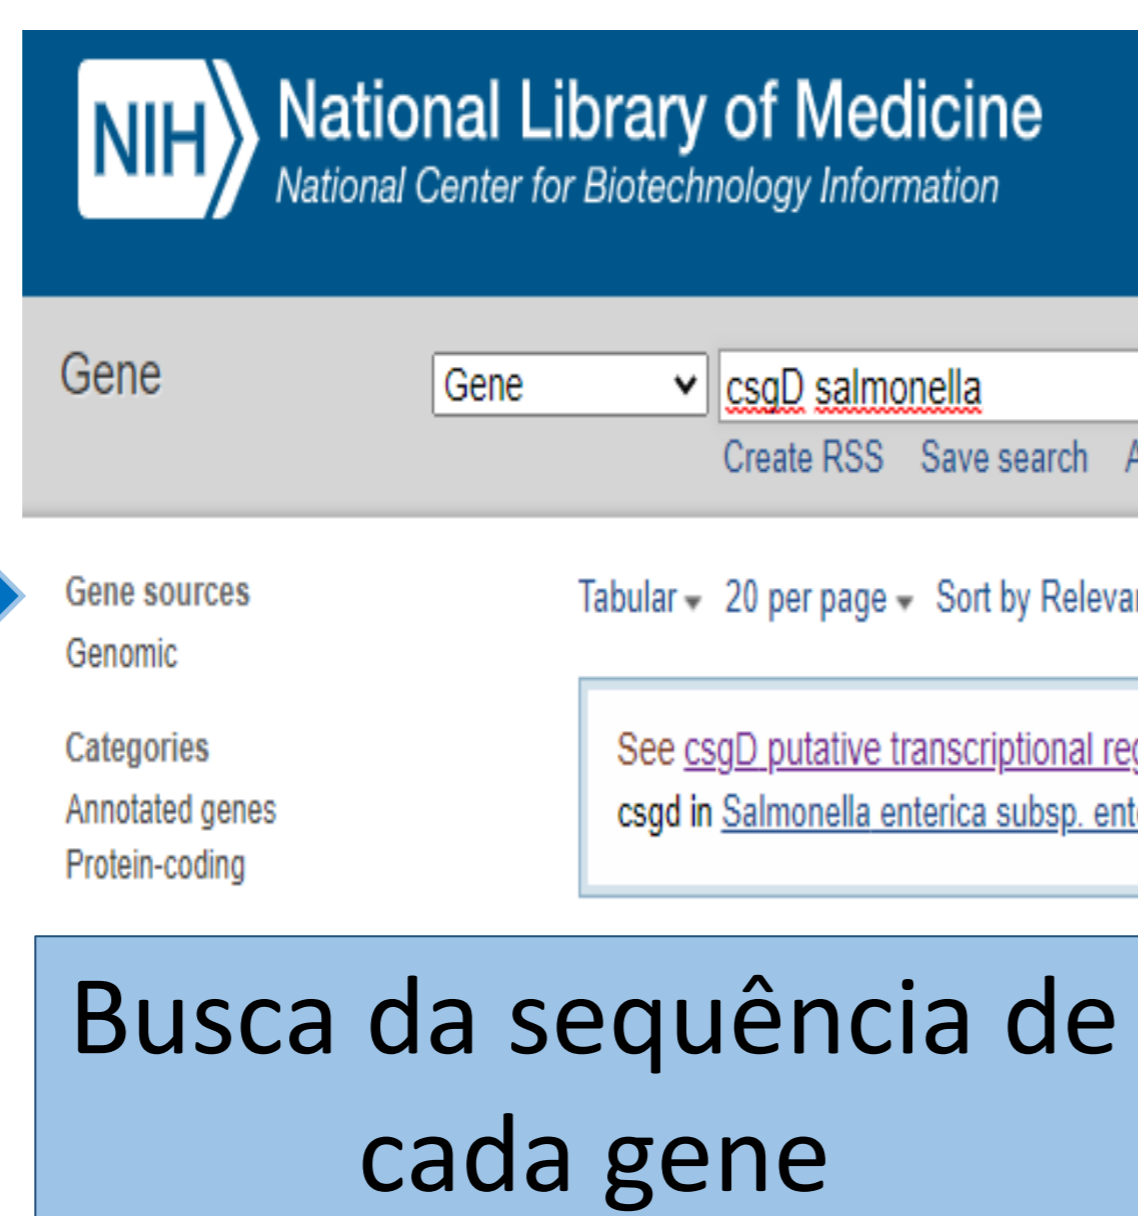 NIH National Library of Medicine
National Center for Biotechnology Information
Gene Gene csgD salmonella
Create RSS Save search
Gene sources Tabular 20 per page Sort by
Genomic
Categories See csgD putative transcriptional
Annotated genes csgd in Salmonella enterica subsp.
Protein-coding
Busca da sequência de
cada gene